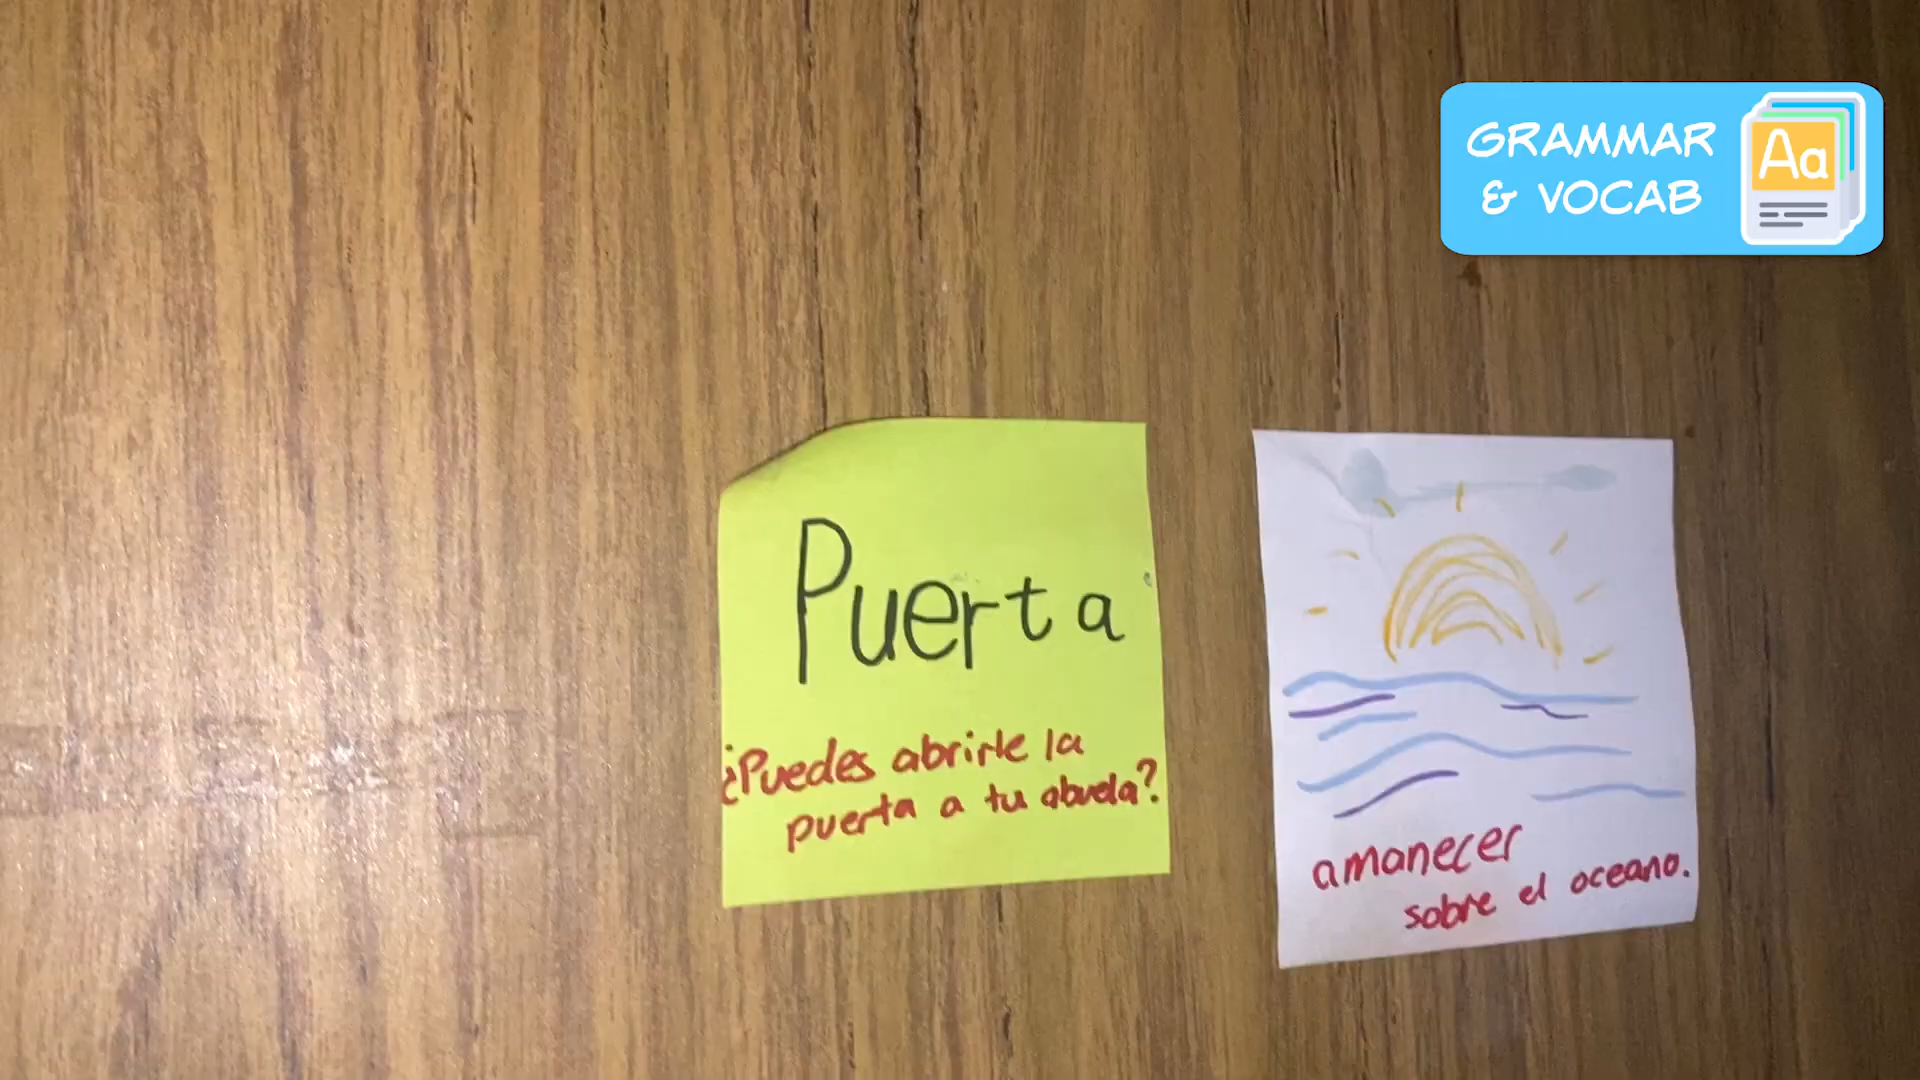 GRAMMAR
& VOCAB
Aa
Puerta
¿Puedes abrirle la
puerta a tu abuela?
amanecer
sobre el oceano.